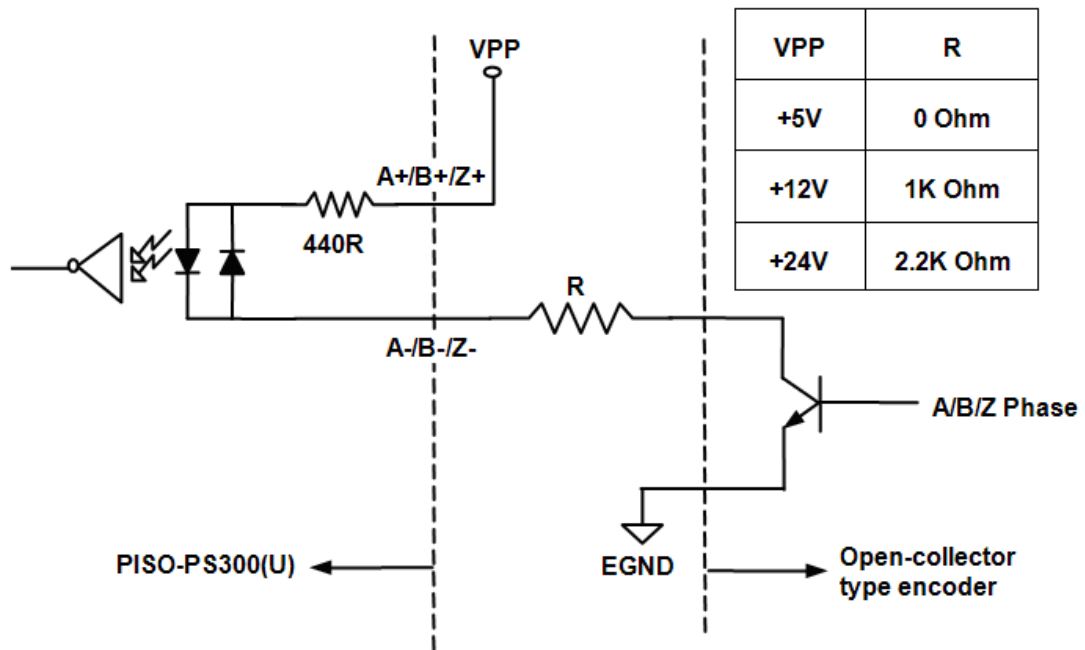 VPP
A+/B+/Z+
440R
R
A-/B-/Z-
A/B/Z Phase
EGND
PISO-PS300(U)
Open-collector
type encoder
VPP R
+5V 0 Ohm
+12V 1K Ohm
+24V 2.2K Ohm